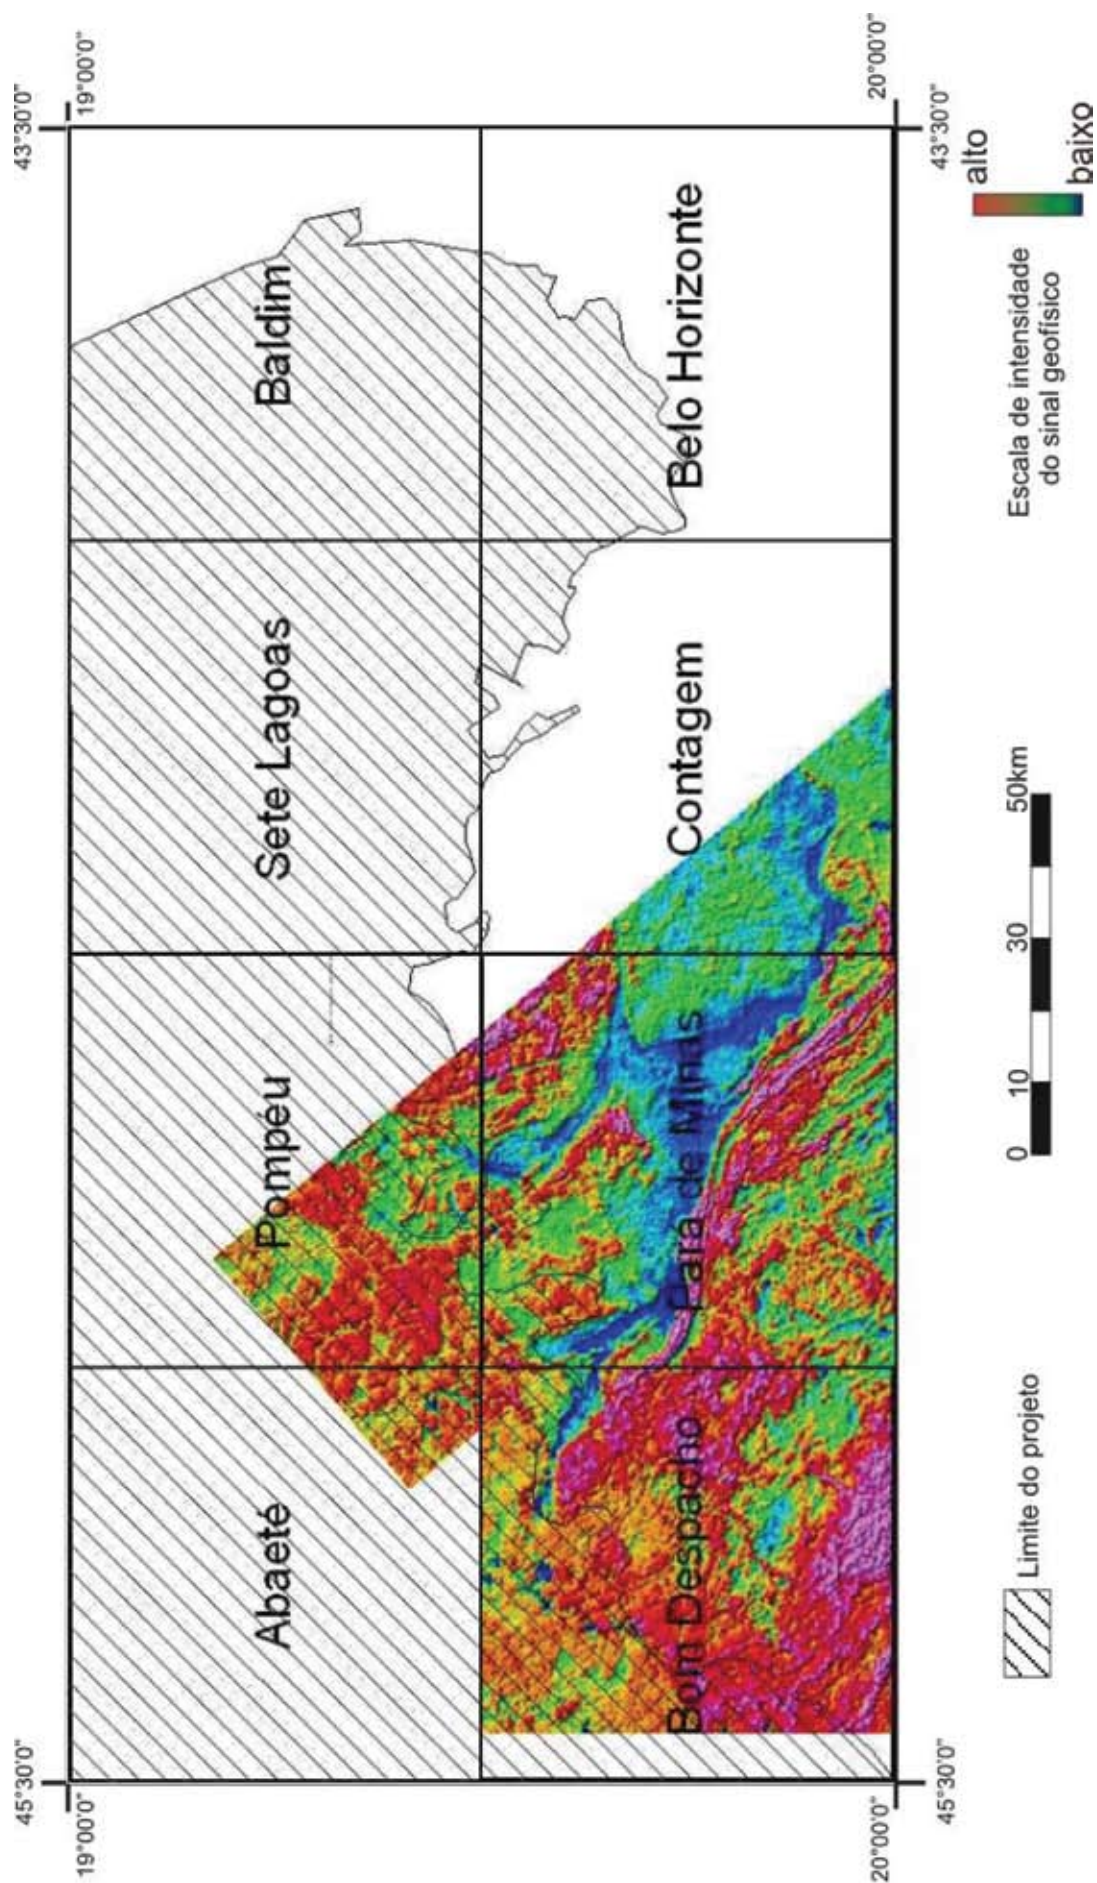 45°30'0"
43°30'0"
19°00'0"
19°00'0"
Abaeté
Pompéu
Sete Lagoas
Baldim
Bom Despacho
Pará de Minas
Contagem
Belo Horizonte
20°00'0"
20°00'0"
45°30'0"
43°30'0"
Limite do projeto
0
10
30
50km
Escala de intensidade
do sinal geofísico
alto
baixo